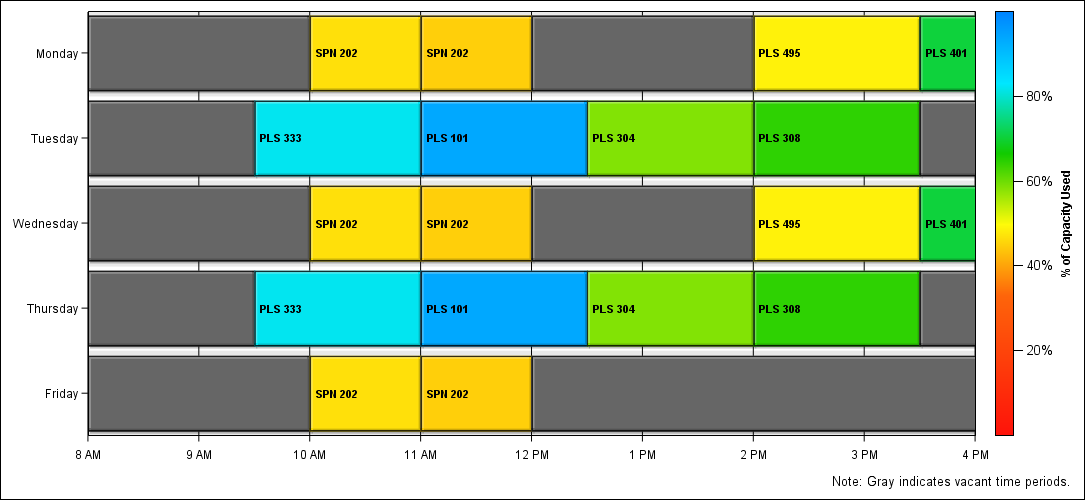 Monday SPN 202 SPN 202 PLS 495 PLS 401
Tuesday PLS 333 PLS 101 PLS 304 PLS 308
Wednesday SPN 202 SPN 202 PLS 495 PLS 401
Thursday PLS 333 PLS 101 PLS 304 PLS 308
Friday SPN 202 SPN 202
8 AM 9 AM 10 AM 11 AM 12 PM 1 PM 2 PM 3 PM 4 PM
80%
60%
40%
20%
% of Capacity Used
Note: Gray indicates vacant time periods.